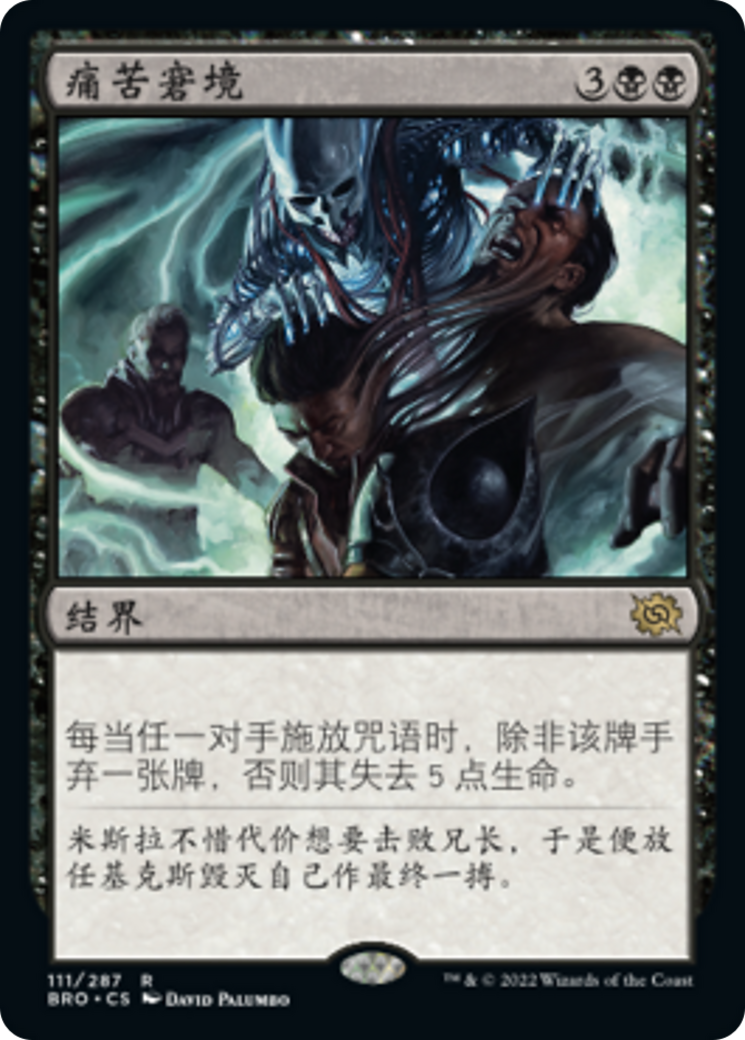 痛苦窘境
3
结界
每当任一对手施放咒语时，除非该牌手
弃一张牌，否则其失去 5 点生命。
米斯拉不惜代价想要击败兄长，于是便放
任基克斯毁灭自己作最终一搏。
111/287 R
BRO • CS DAVID PALUMBO
™ & © 2022 Wizards of the Coast